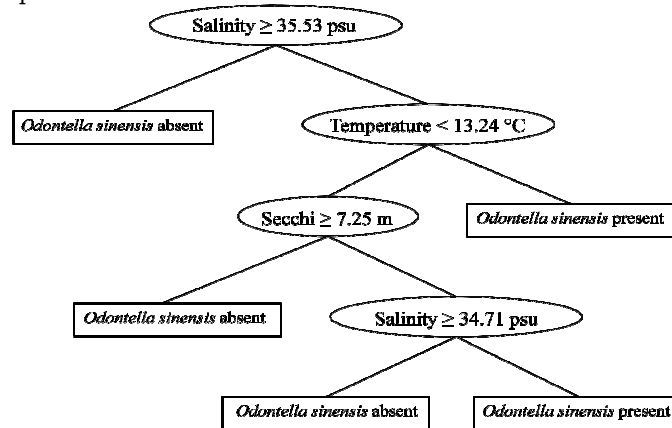 Salinity ≥ 35.53 psu
Odontella sinensis absent
Temperature < 13.24 °C
Secchi ≥ 7.25 m
Odontella sinensis present
Odontella sinensis absent
Salinity ≥ 34.71 psu
Odontella sinensis absent
Odontella sinensis present